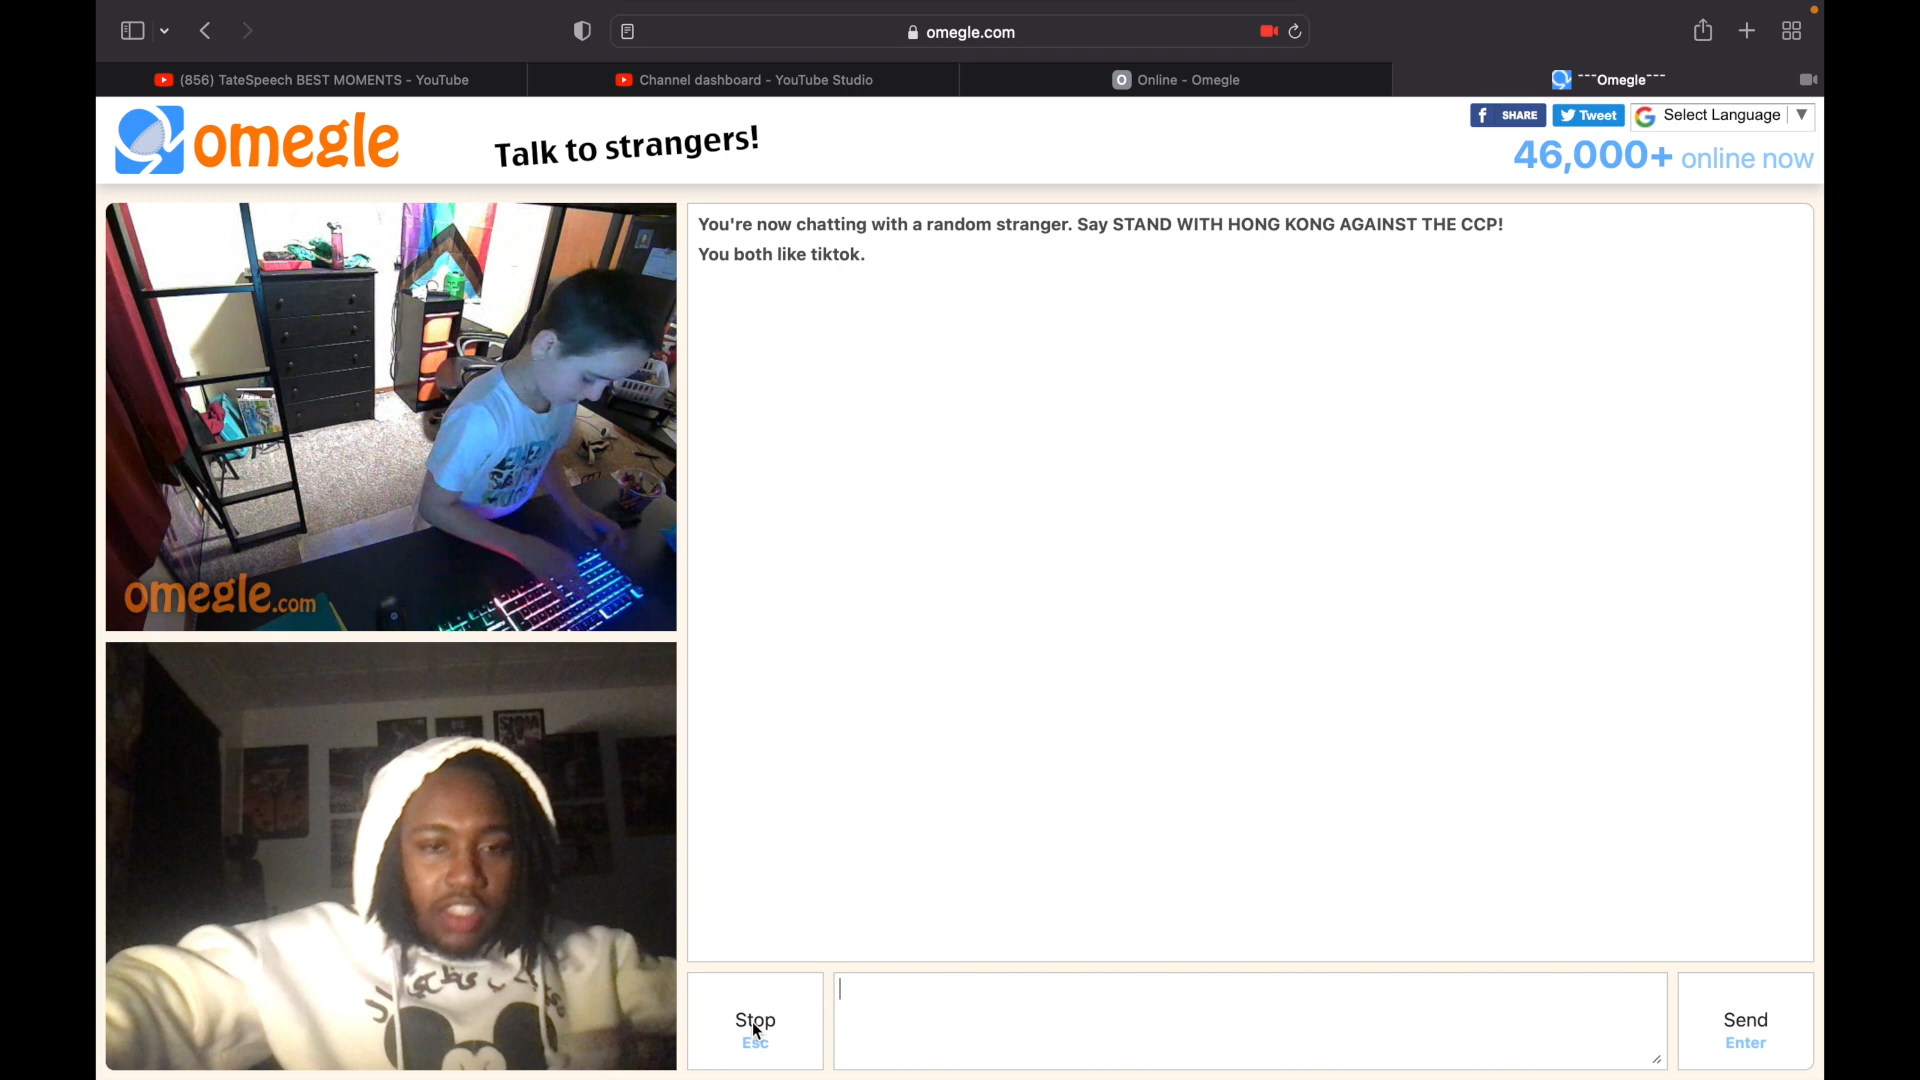 omegle.com
(856) TateSpeech BEST MOMENTS - YouTube
Channel dashboard - YouTube Studio
O Online - Omegle
---Omegle---
omegle
Talk to strangers!
f SHARE
Tweet
G Select Language ▼
46,000+ online now
omegle.com
You're now chatting with a random stranger. Say STAND WITH HONG KONG AGAINST THE CCP!
You both like tiktok.
Stop
Esc
Send
Enter